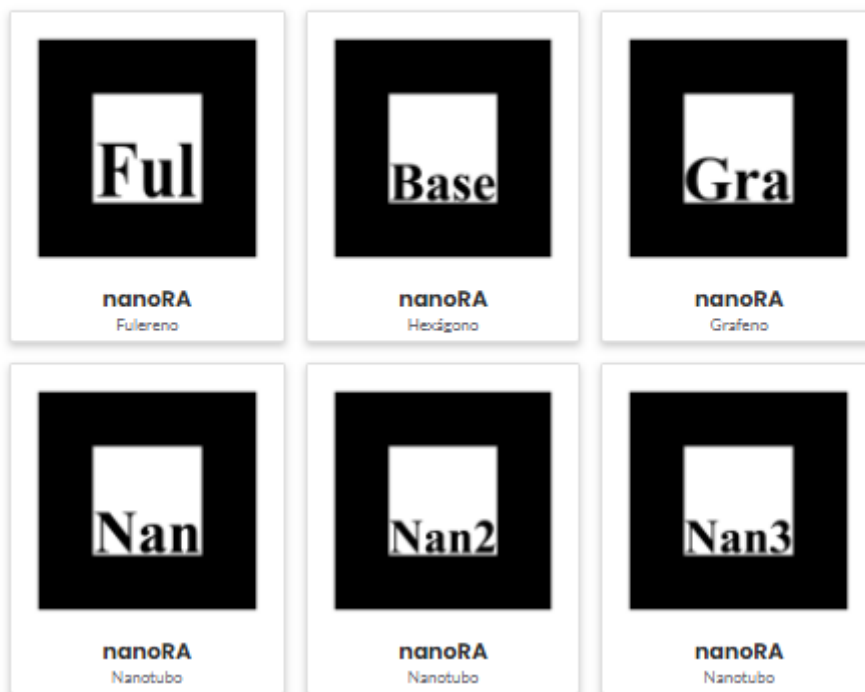 Ful
Base
Gra
nanoRA
Fulereno
nanoRA
Hexágono
nanoRA
Grafeno
Nan
Nan2
Nan3
nanoRA
Nanotubo
nanoRA
Nanotubo
nanoRA
Nanotubo